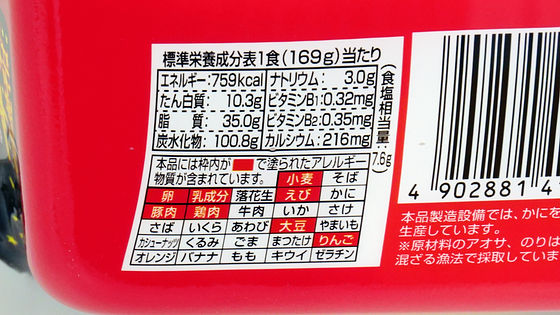 標準栄養成分表1食(169g)当たり
エネルギー:759kcal ナトリウム: 3.0g
たん白質: 10.3g ビタミンB1:0.32mg
脂 質: 35.0g ビタミンB2:0.35mg
炭水化物:100.8g カルシウム:216mg
(食塩相当量7.6g)
本品には枠内が で塗られたアレルギー
物質が含まれています。 小麦 そば
卵 乳成分 落花生 えび かに
豚肉 鶏肉 牛肉 いか さけ
さば いくら あわび 大豆 やまいも
カシューナッツ くるみ ごま まつたけ りんご
オレンジ バナナ もも キウイ ゼラチン
4 902881 4
本品製造設備では、かにを
生産しています。
※原材料のアオサ、のりは
混ざる漁法で採取してい